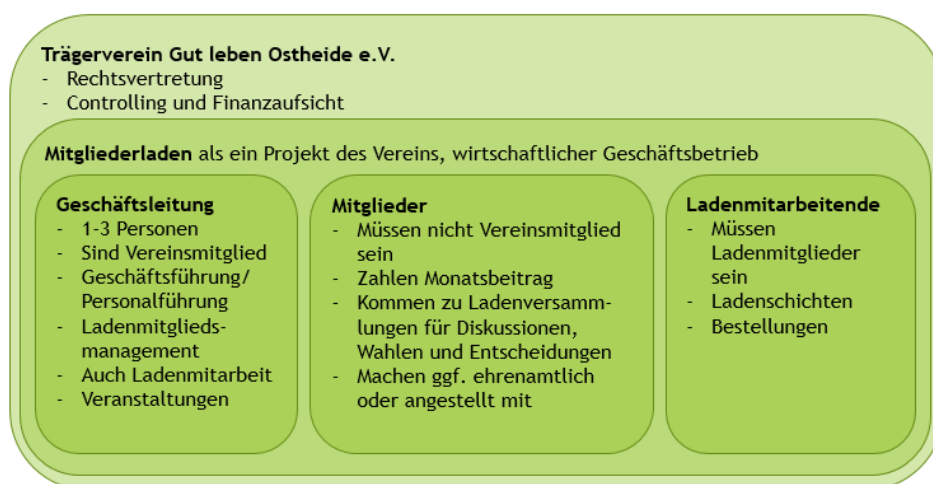 Trägerverein Gut leben Ostheide e.V.
- Rechtsvertretung
- Controlling und Finanzaufsicht
Mitgliederladen als ein Projekt des Vereins, wirtschaftlicher Geschäftsbetrieb
Geschäftsleitung
- 1-3 Personen
- Sind Vereinsmitglied
- Geschäftsführung/
Personalführung
- Ladenmitglieds-
management
- Auch Ladenmitarbeit
- Veranstaltungen
Mitglieder
- Müssen nicht Vereinsmitglied
sein
- Zahlen Monatsbeitrag
- Kommen zu Ladenversamm-
lungen für Diskussionen,
Wahlen und Entscheidungen
- Machen ggf. ehrenamtlich
oder angestellt mit
Ladenmitarbeitende
- Müssen
Ladenmitglieder
sein
- Ladenschichten
- Bestellungen